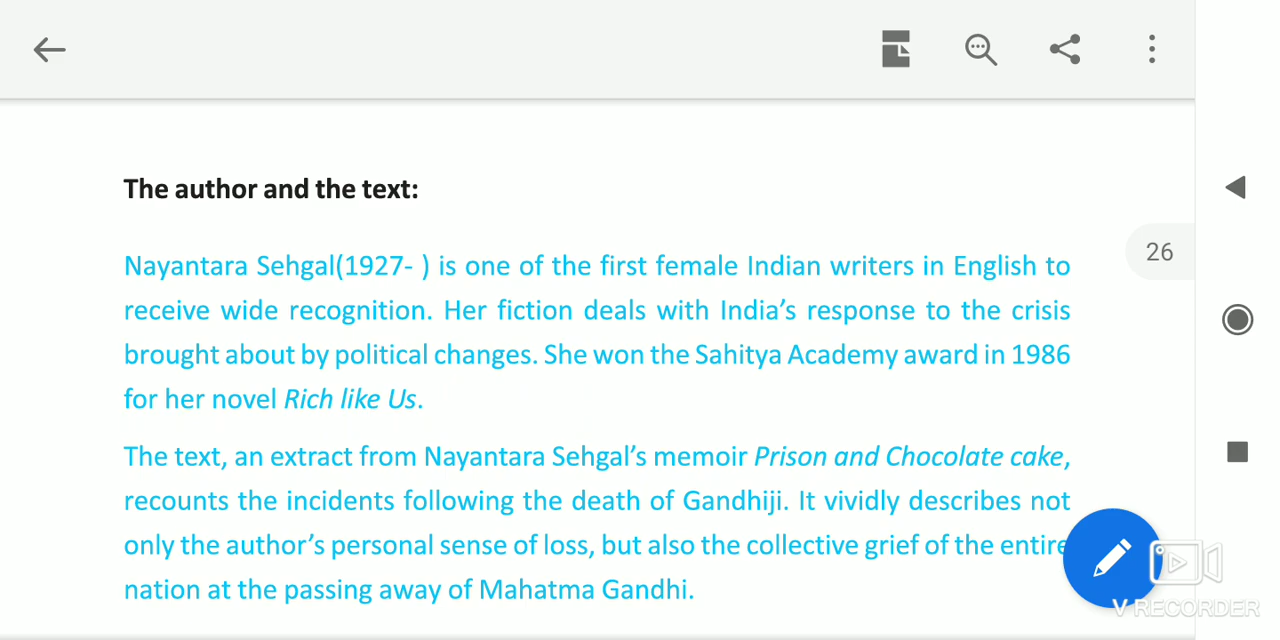 The author and the text:
26
Nayantara Sehgal(1927- ) is one of the first female Indian writers in English to
receive wide recognition. Her fiction deals with India’s response to the crisis
brought about by political changes. She won the Sahitya Academy award in 1986
for her novel Rich like Us.
The text, an extract from Nayantara Sehgal’s memoir Prison and Chocolate cake,
recounts the incidents following the death of Gandhiji. It vividly describes not
only the author’s personal sense of loss, but also the collective grief of the entire
nation at the passing away of Mahatma Gandhi.
V RECORDER